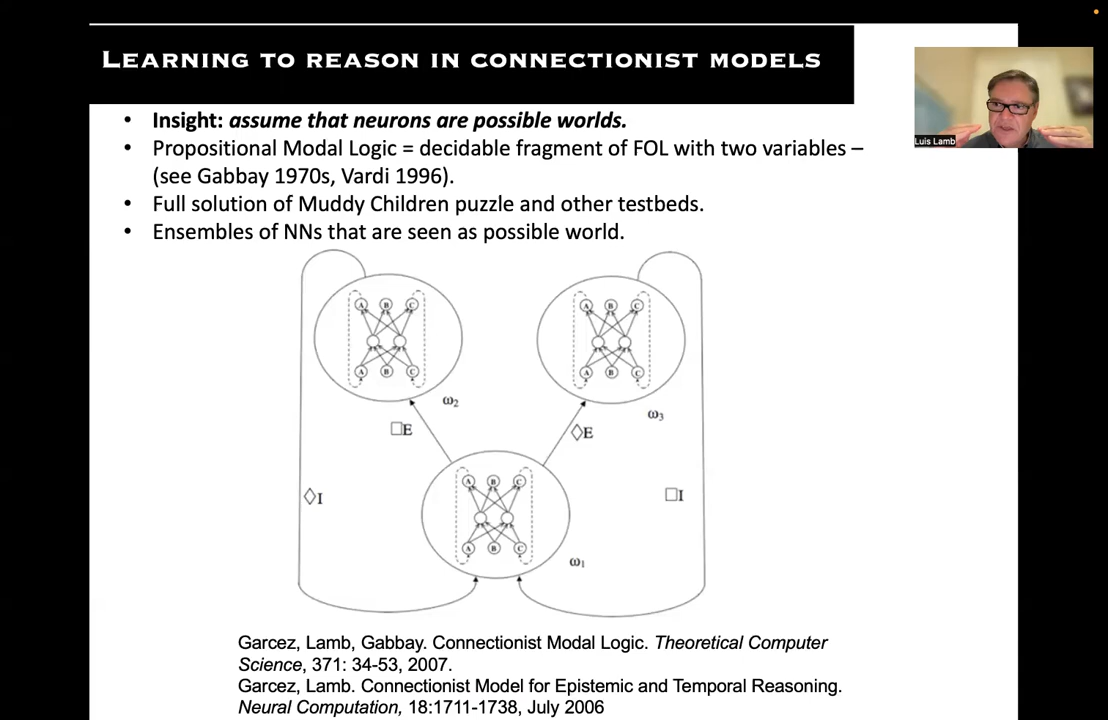 LEARNING TO REASON IN CONNECTIONIST MODELS
Luis Lamb
• Insight: assume that neurons are possible worlds.
• Propositional Modal Logic = decidable fragment of FOL with two variables –
(see Gabbay 1970s, Vardi 1996).
• Full solution of Muddy Children puzzle and other testbeds.
• Ensembles of NNs that are seen as possible world.
A B C
A B C
A B C
A B C
ω2
ω3
□E
◇E
◇I
□I
A B C
A B C
ω1
Garcez, Lamb, Gabbay. Connectionist Modal Logic. Theoretical Computer
Science, 371: 34-53, 2007.
Garcez, Lamb. Connectionist Model for Epistemic and Temporal Reasoning.
Neural Computation, 18:1711-1738, July 2006